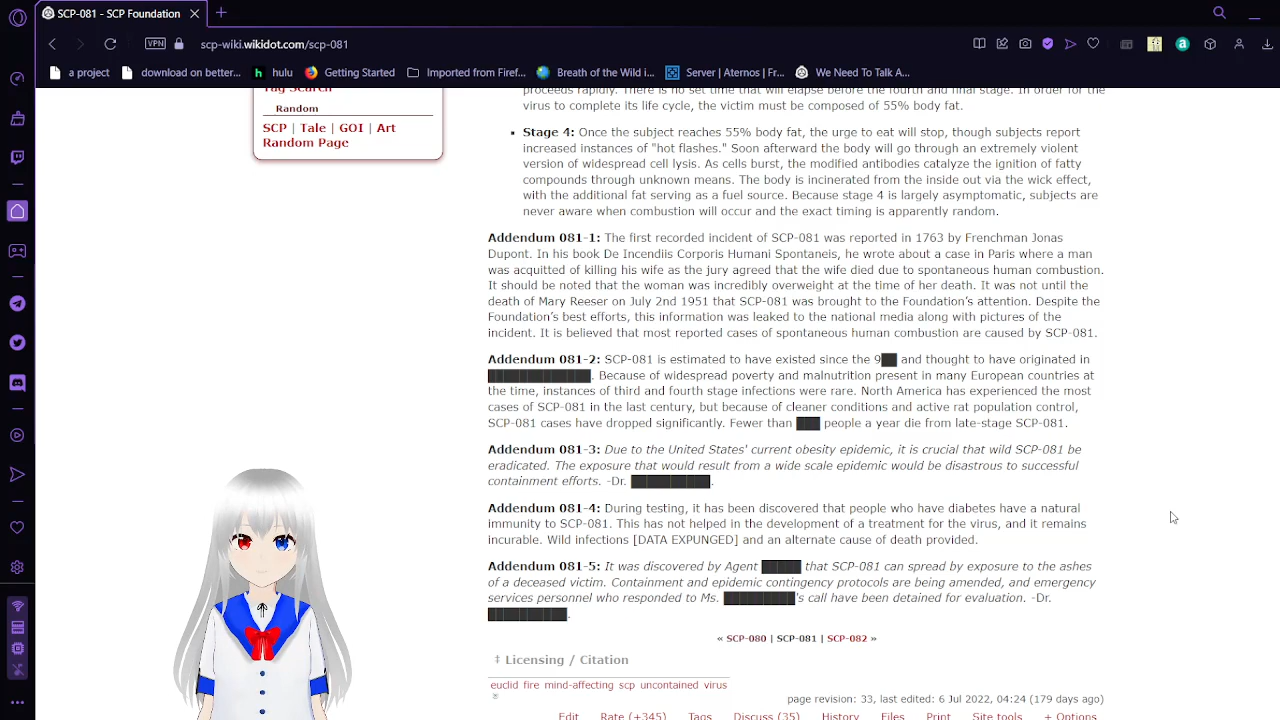 SCP-081 - SCP Foundation
VPN
scp-wiki.wikidot.com/scp-081
a project
download on better...
hulu
Getting Started
Imported from Firef...
Breath of the Wild i...
Server | Aternos | Fr...
We Need To Talk A...
Tag Search
Random
SCP | Tale | GOI | Art
Random Page
proceeds rapidly. There is no set time that will elapse before the fourth and final stage. In order for the
virus to complete its life cycle, the victim must be composed of 55% body fat.
Stage 4: Once the subject reaches 55% body fat, the urge to eat will stop, though subjects report
increased instances of "hot flashes." Soon afterward the body will go through an extremely violent
version of widespread cell lysis. As cells burst, the modified antibodies catalyze the ignition of fatty
compounds through unknown means. The body is incinerated from the inside out via the wick effect,
with the additional fat serving as a fuel source. Because stage 4 is largely asymptomatic, subjects are
never aware when combustion will occur and the exact timing is apparently random.
Addendum 081-1: The first recorded incident of SCP-081 was reported in 1763 by Frenchman Jonas
Dupont. In his book De Incendiis Corporis Humani Spontaneis, he wrote about a case in Paris where a man
was acquitted of killing his wife as the jury agreed that the wife died due to spontaneous human combustion.
It should be noted that the woman was incredibly overweight at the time of her death. It was not until the
death of Mary Reeser on July 2nd 1951 that SCP-081 was brought to the Foundation's attention. Despite the
Foundation's best efforts, this information was leaked to the national media along with pictures of the
incident. It is believed that most reported cases of spontaneous human combustion are caused by SCP-081.
Addendum 081-2: SCP-081 is estimated to have existed since the 9██ and thought to have originated in
████████████. Because of widespread poverty and malnutrition present in many European countries at
the time, instances of third and fourth stage infections were rare. North America has experienced the most
cases of SCP-081 in the last century, but because of cleaner conditions and active rat population control,
SCP-081 cases have dropped significantly. Fewer than ███ people a year die from late-stage SCP-081.
Addendum 081-3: Due to the United States' current obesity epidemic, it is crucial that wild SCP-081 be
eradicated. The exposure that would result from a wide scale epidemic would be disastrous to successful
containment efforts. -Dr. ██████████.
Addendum 081-4: During testing, it has been discovered that people who have diabetes have a natural
immunity to SCP-081. This has not helped in the development of a treatment for the virus, and it remains
incurable. Wild infections [DATA EXPUNGED] and an alternate cause of death provided.
Addendum 081-5: It was discovered by Agent █████ that SCP-081 can spread by exposure to the ashes
of a deceased victim. Containment and epidemic contingency protocols are being amended, and emergency
services personnel who responded to Ms. █████████'s call have been detained for evaluation. -Dr.
██████████.
« SCP-080 | SCP-081 | SCP-082 »
‡ Licensing / Citation
euclid fire mind-affecting scp uncontained virus
page revision: 33, last edited: 6 Jul 2022, 04:24 (179 days ago)
Edit Rate (+345) Tags Discuss (35) History Files Print Site tools + Options